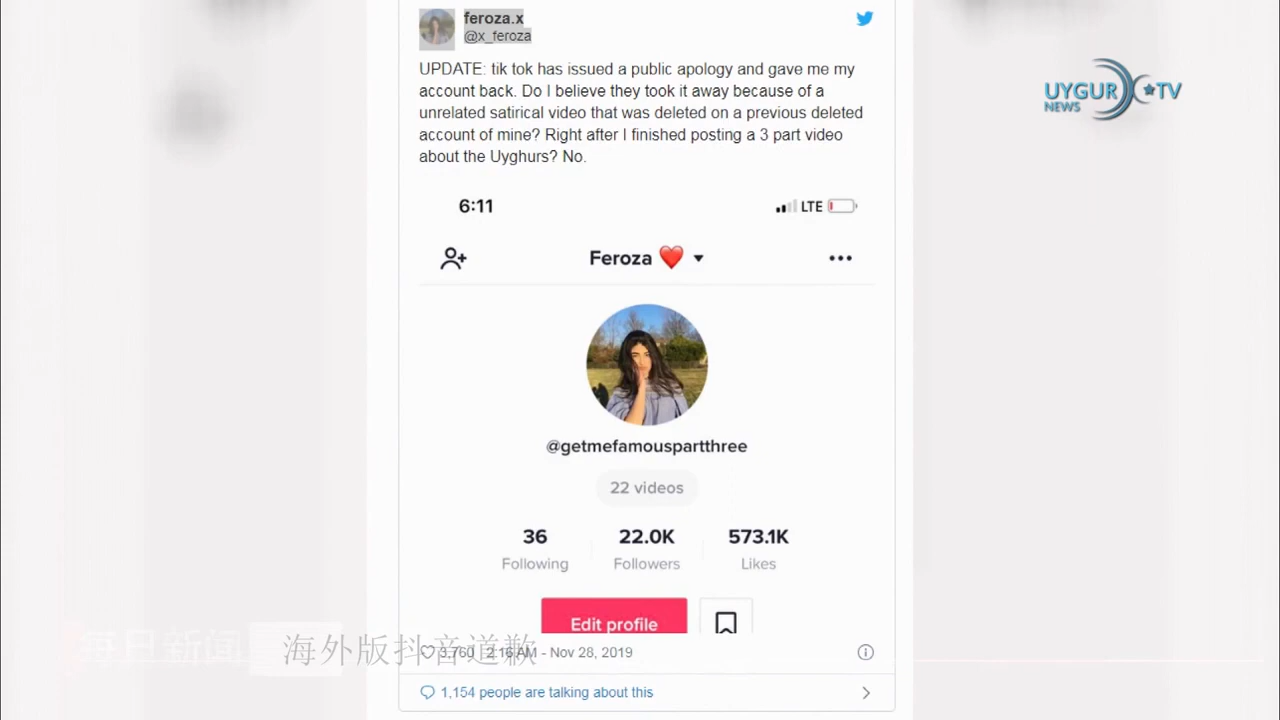 feroza.x
@x_feroza
UPDATE: tik tok has issued a public apology and gave me my
account back. Do I believe they took it away because of a
unrelated satirical video that was deleted on a previous deleted
account of mine? Right after I finished posting a 3 part video
about the Uyghurs? No.
UYGUR TV
NEWS
6:11
LTE
Feroza ❤️
@getmefamouspartthree
22 videos
36 22.0K 573.1K
Following Followers Likes
Edit profile
每日新闻 海外版抖音道歉
3,760 2:16 AM - Nov 28, 2019
1,154 people are talking about this